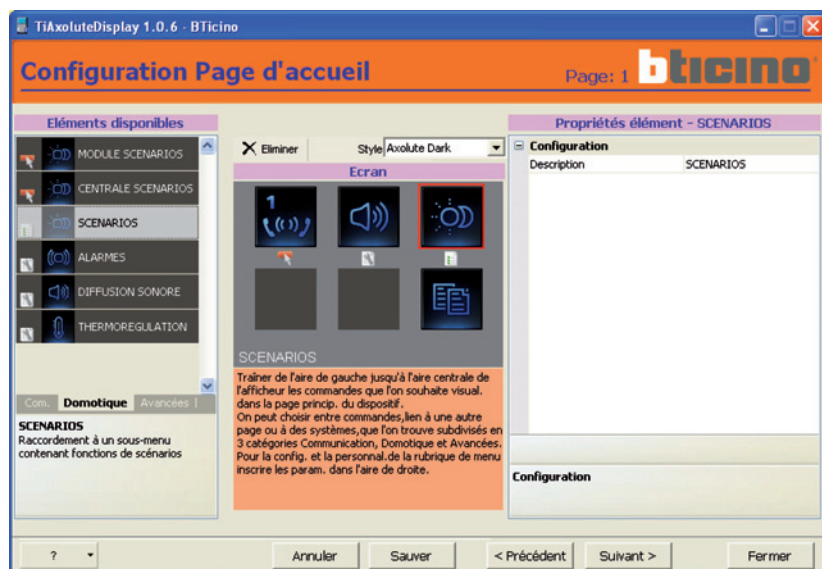 TiAxoluteDisplay 1.0.6 - BTicino
Configuration Page d'accueil
Page: 1
bticino
Eléments disponibles
MODULE SCENARIOS
CENTRALE SCENARIOS
SCENARIOS
ALARMES
DIFFUSION SONORE
THERMOREGULATION
Com.
Domotique
Avancées
SCENARIOS
Raccordement à un sous-menu
contenant fonctions de scénarios
Eliminer
Style
Axolute Dark
Ecran
1
SCENARIOS
Traîner de l'aire de gauche jusqu'à l'aire centrale de
l'afficheur les commandes que l'on souhaite visual.
dans la page princip. du dispositif.
On peut choisir entre commandes,lien à une autre
page ou à des systèmes,que l'on trouve subdivisés en
3 catégories Communication, Domotique et Avancées.
Pour la config. et la personnal.de la rubrique de menu
inscrire les param. dans l'aire de droite.
Propriétés élément - SCENARIOS
Configuration
Description SCENARIOS
Configuration
?
Annuler
Sauver
< Précédent
Suivant >
Fermer